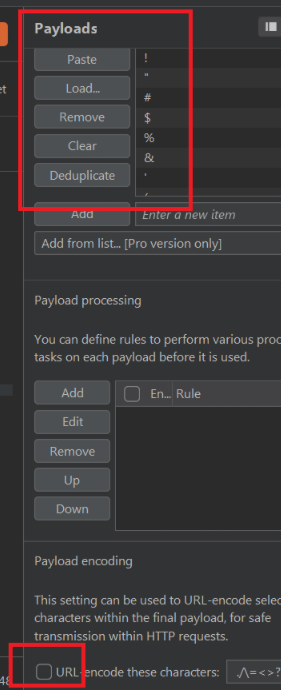 Payloads
et
Paste
!
"
Load...
#
Remove
$
%
Clear
&
Deduplicate
'
Add
Enter a new item
Add from list... [Pro version only]
Payload processing
You can define rules to perform various proc
tasks on each payload before it is used.
Add
En...
Rule
Edit
Remove
Up
Down
Payload encoding
This setting can be used to URL-encode selec
characters within the final payload, for safe
transmission within HTTP requests.
48
URL-encode these characters:
./\=<>?